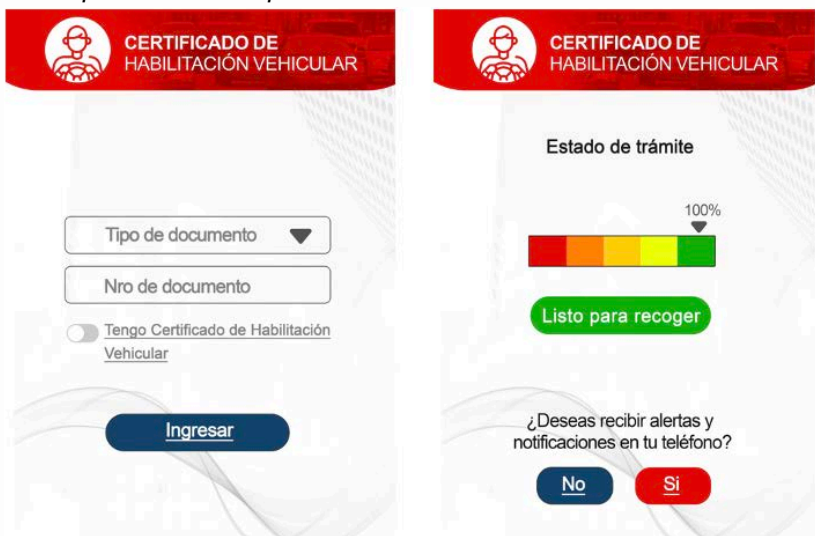 CERTIFICADO DE
HABILITACIÓN VEHICULAR
Tipo de documento
Nro de documento
Tengo Certificado de Habilitación
Vehicular
Ingresar
CERTIFICADO DE
HABILITACIÓN VEHICULAR
Estado de trámite
100%
Listo para recoger
¿Deseas recibir alertas y
notificaciones en tu teléfono?
No
Si